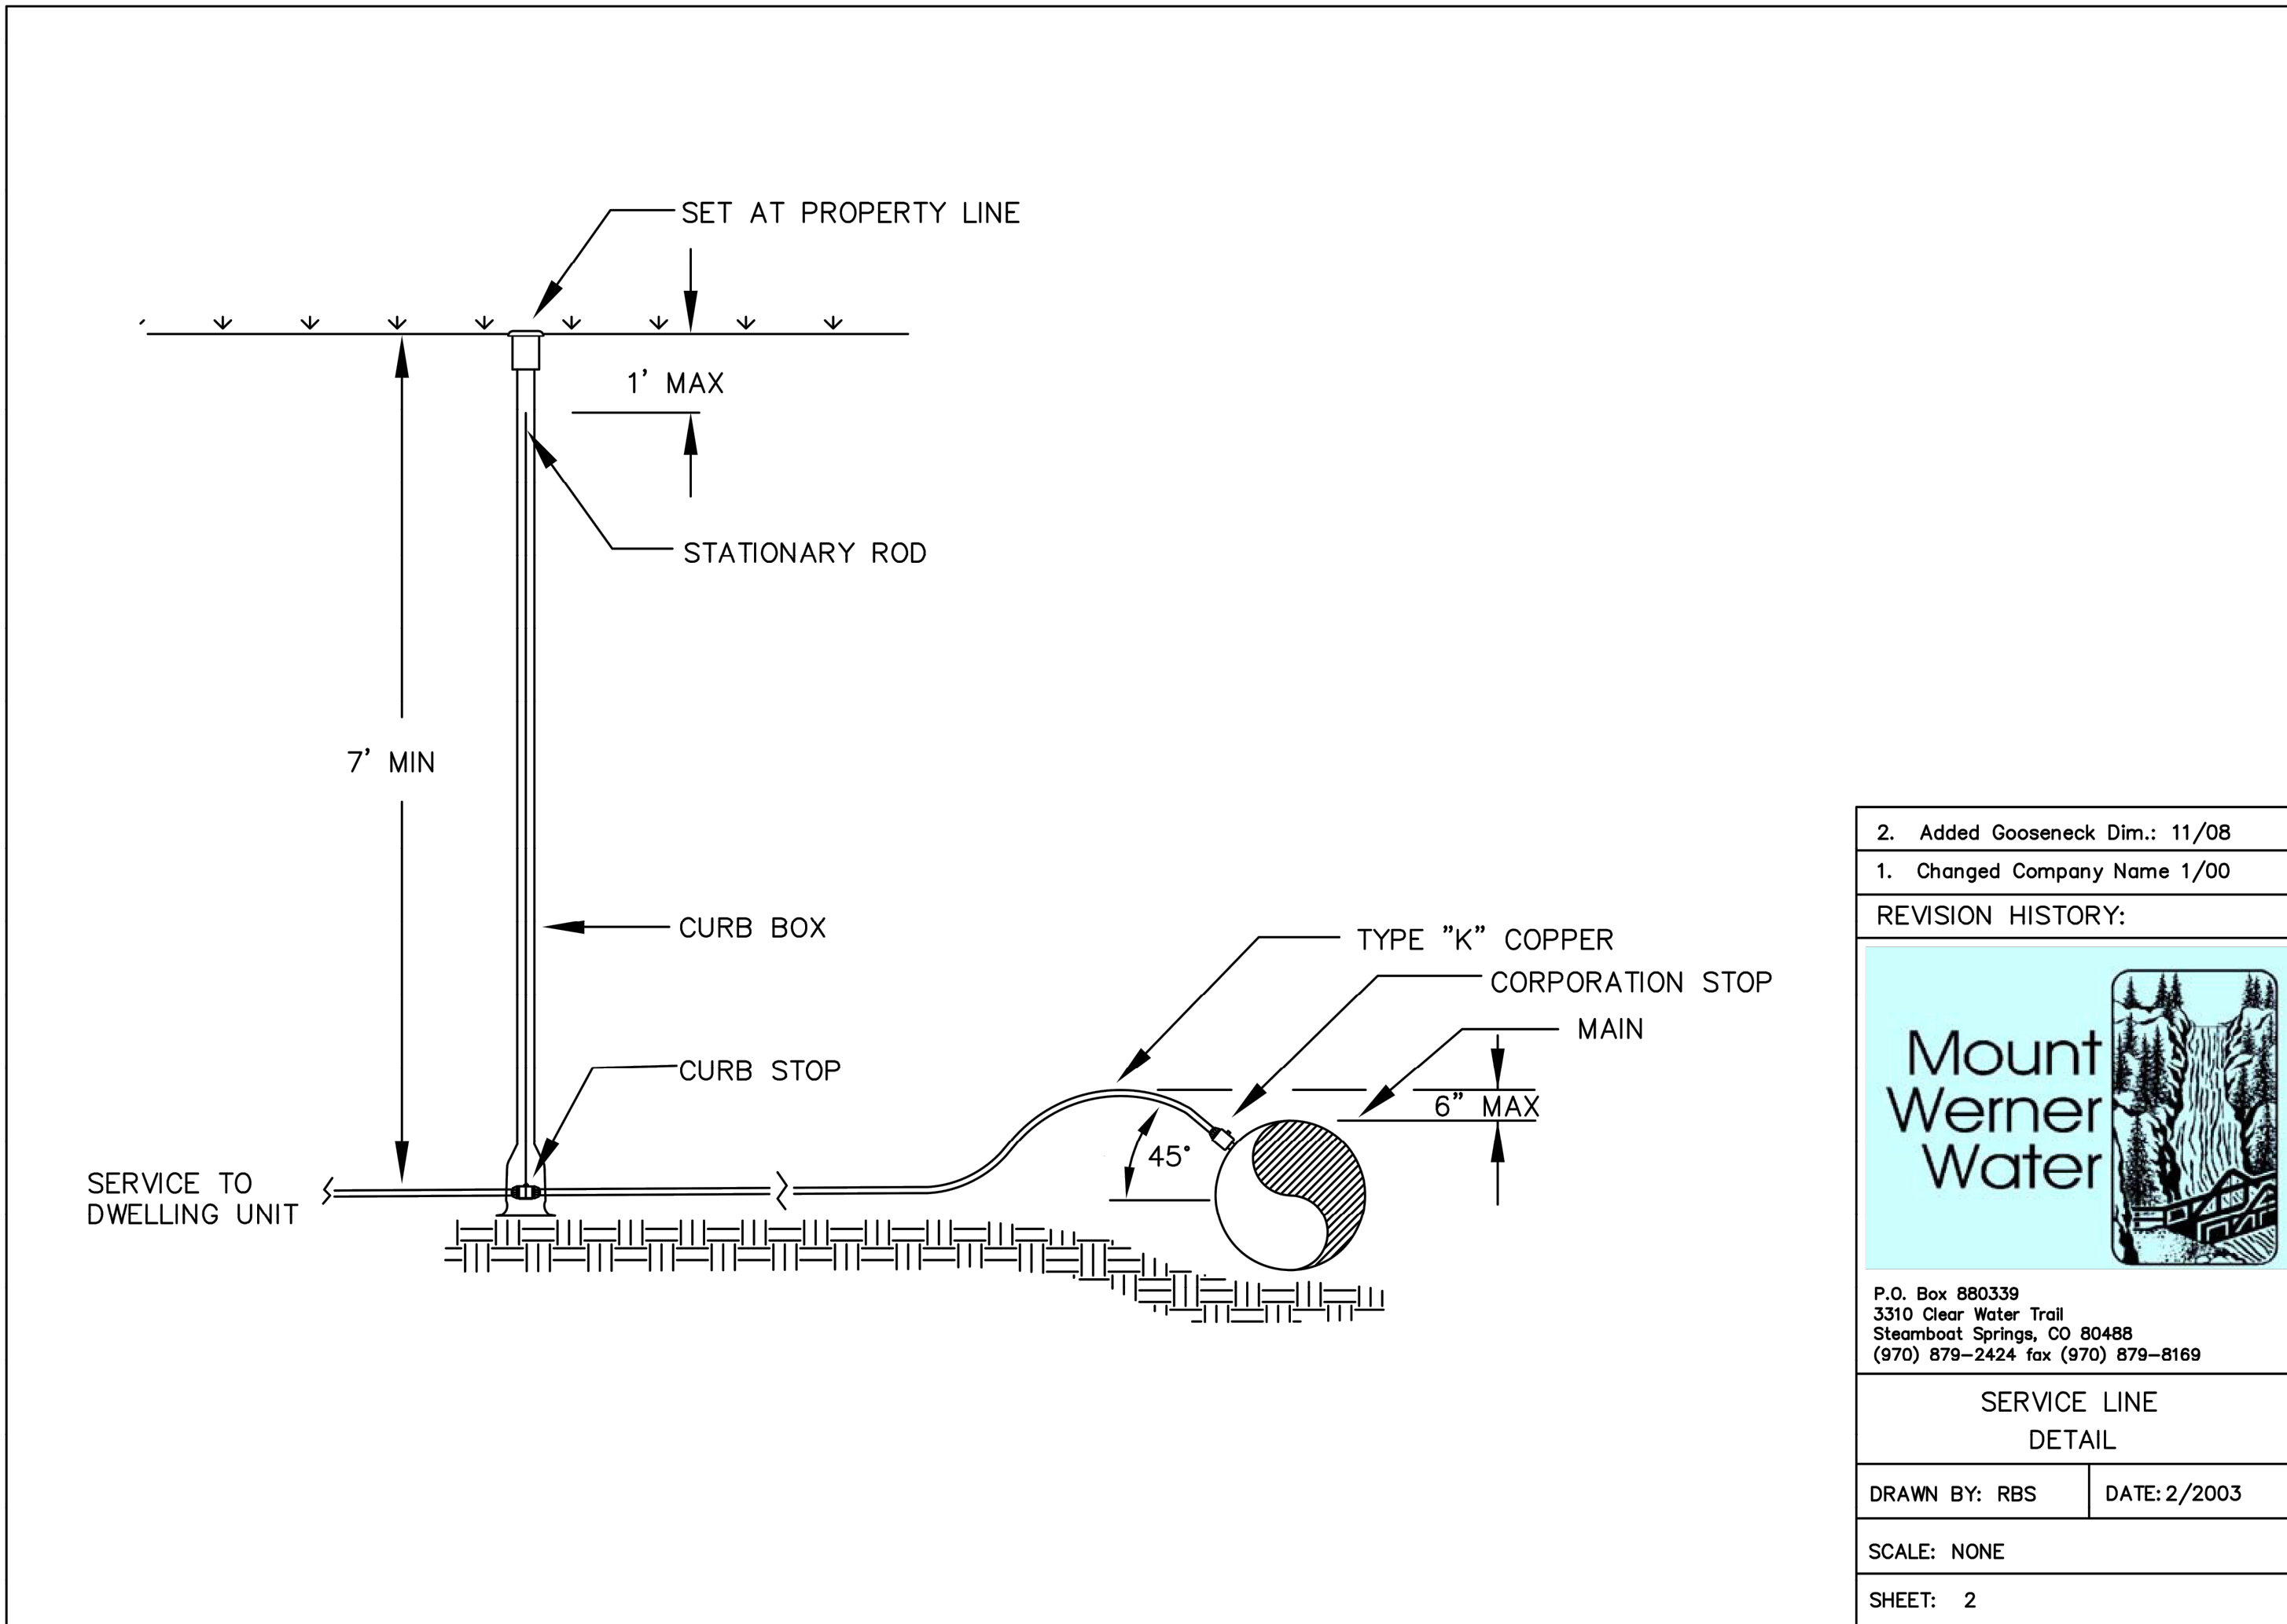 SET AT PROPERTY LINE
1' MAX
STATIONARY ROD
7' MIN
CURB BOX
CURB STOP
SERVICE TO
DWELLING UNIT
TYPE "K" COPPER
CORPORATION STOP
MAIN
6" MAX
45°
2. Added Gooseneck Dim.: 11/08
1. Changed Company Name 1/00
REVISION HISTORY:
Mount
Werner
Water
P.O. Box 880339
3310 Clear Water Trail
Steamboat Springs, CO 80488
(970) 879-2424 fax (970) 879-8169
SERVICE LINE
DETAIL
DRAWN BY: RBS
DATE: 2/2003
SCALE: NONE
SHEET: 2